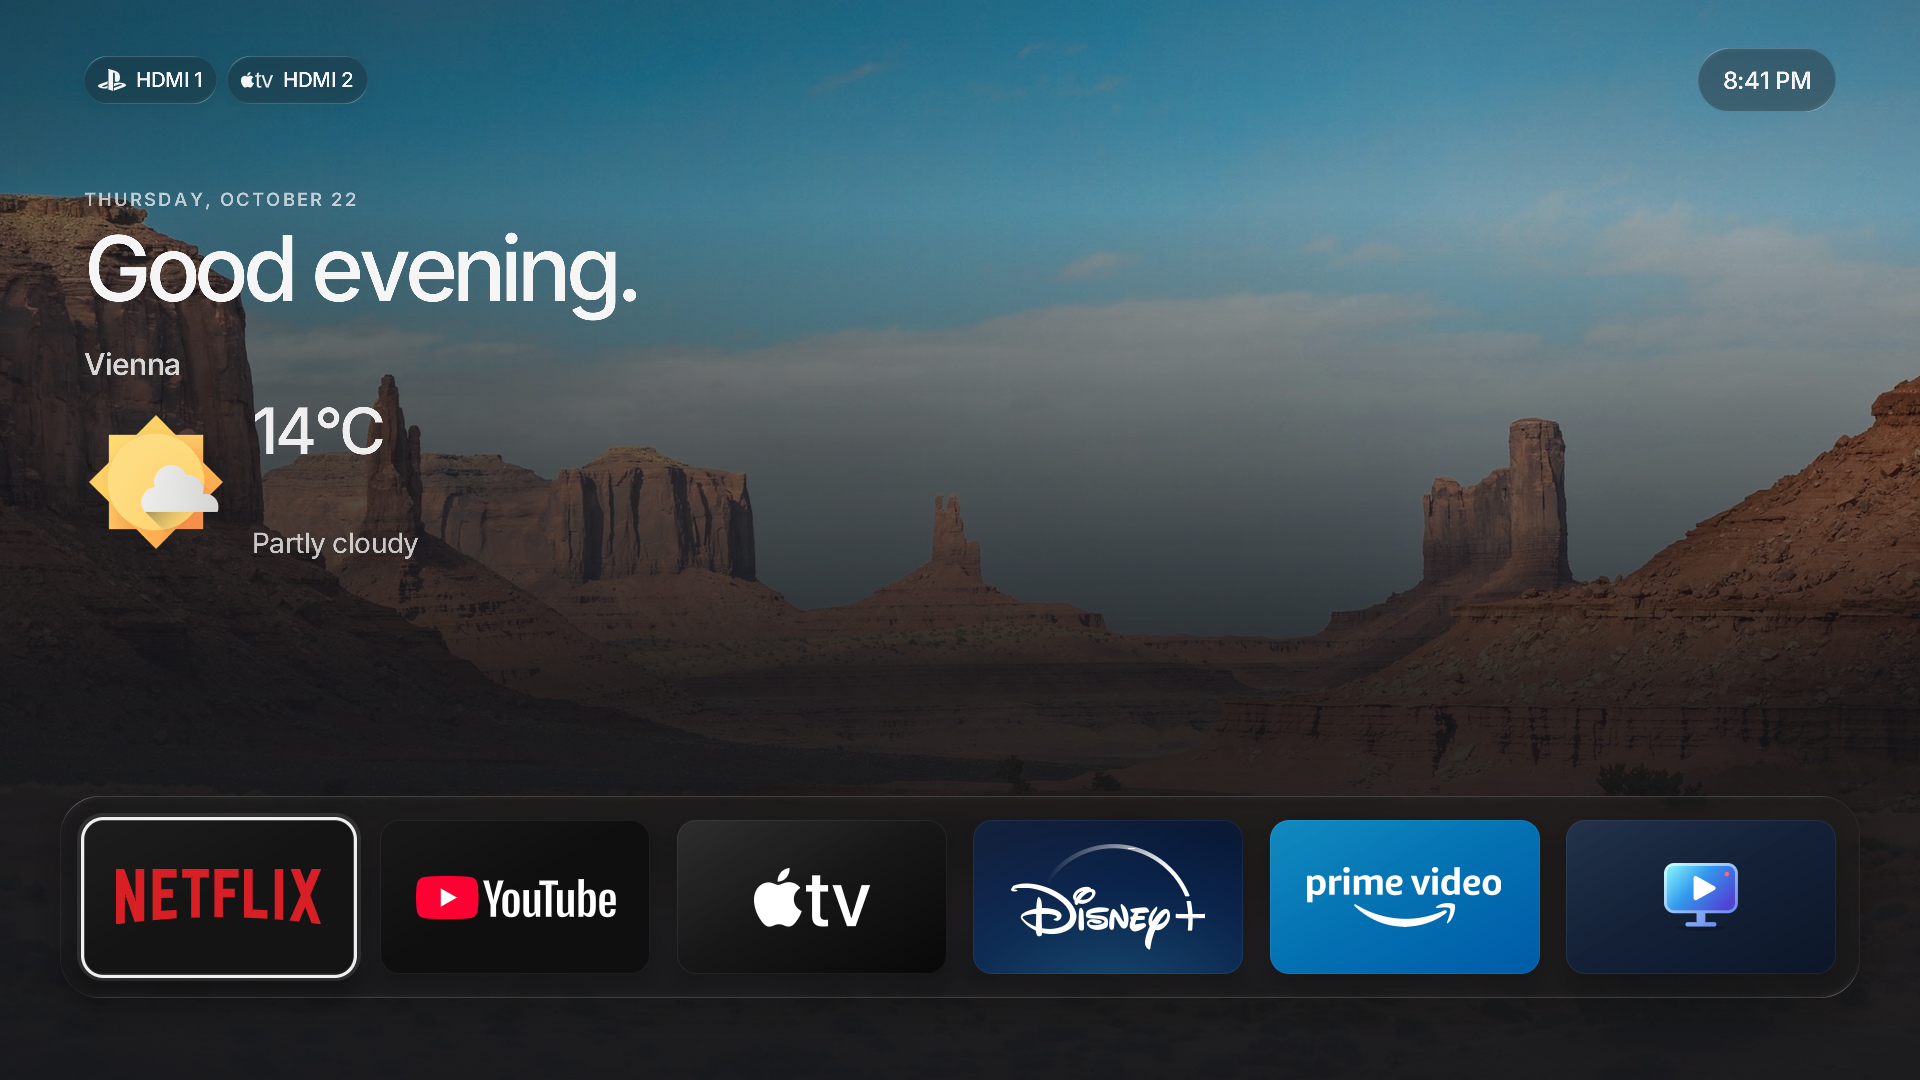 HDMI 1
tv HDMI 2
8:41 PM
THURSDAY, OCTOBER 22
Good evening.
Vienna
14°C
Partly cloudy
NETFLIX
YouTube
tv
Disney+
prime video